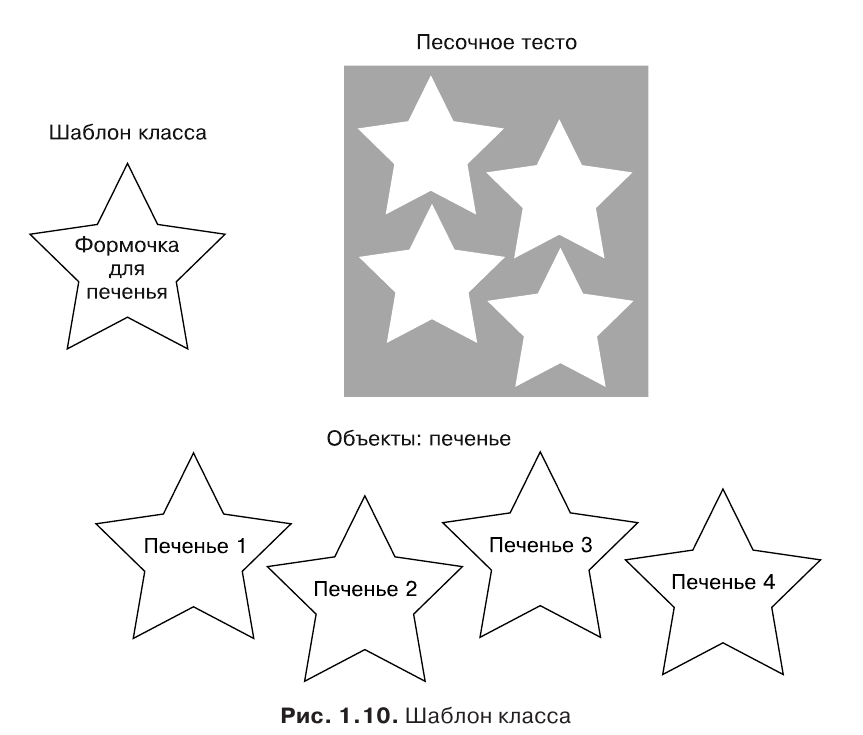 Песочное тесто
Шаблон класса
Формочка
для
печенья
Объекты: печенье
Печенье 1
Печенье 2
Печенье 3
Печенье 4
Рис. 1.10. Шаблон класса